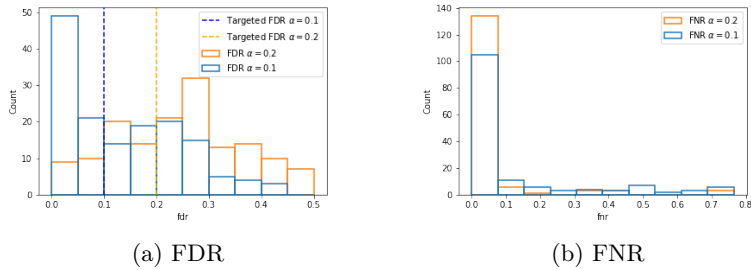 50
40
30
20
10
0
Count
0.0 0.1 0.2 0.3 0.4 0.5
fdr
Targeted FDR α = 0.1
Targeted FDR α = 0.2
FDR α = 0.2
FDR α = 0.1
(a) FDR
140
120
100
80
60
40
20
0
Count
0.0 0.1 0.2 0.3 0.4 0.5 0.6 0.7 0.8
fnr
FNR α = 0.2
FNR α = 0.1
(b) FNR